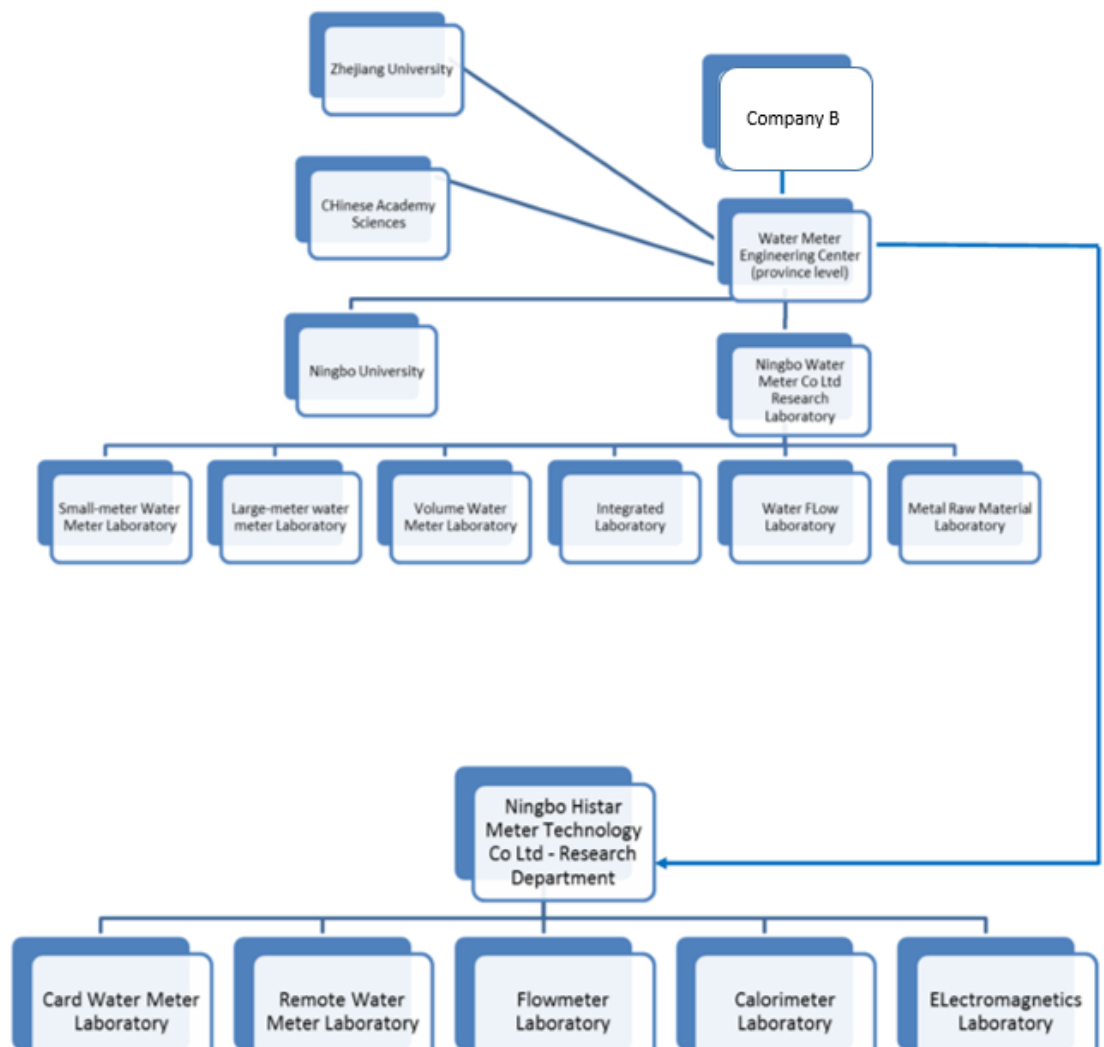 Zhejiang University
Company B
CHinese Academy
Sciences
Water Meter
Engineering Center
(province level)
Ningbo University
Ningbo Water
Meter Co Ltd
Research
Laboratory
Small-meter Water
Meter Laboratory
Large-meter water
meter Laboratory
Volume Water
Meter Laboratory
Integrated
Laboratory
Water FLow
Laboratory
Metal Raw Material
Laboratory
Ningbo Histar
Meter Technology
Co Ltd - Research
Department
Card Water Meter
Laboratory
Remote Water
Meter Laboratory
Flowmeter
Laboratory
Calorimeter
Laboratory
ELectromagnetics
Laboratory